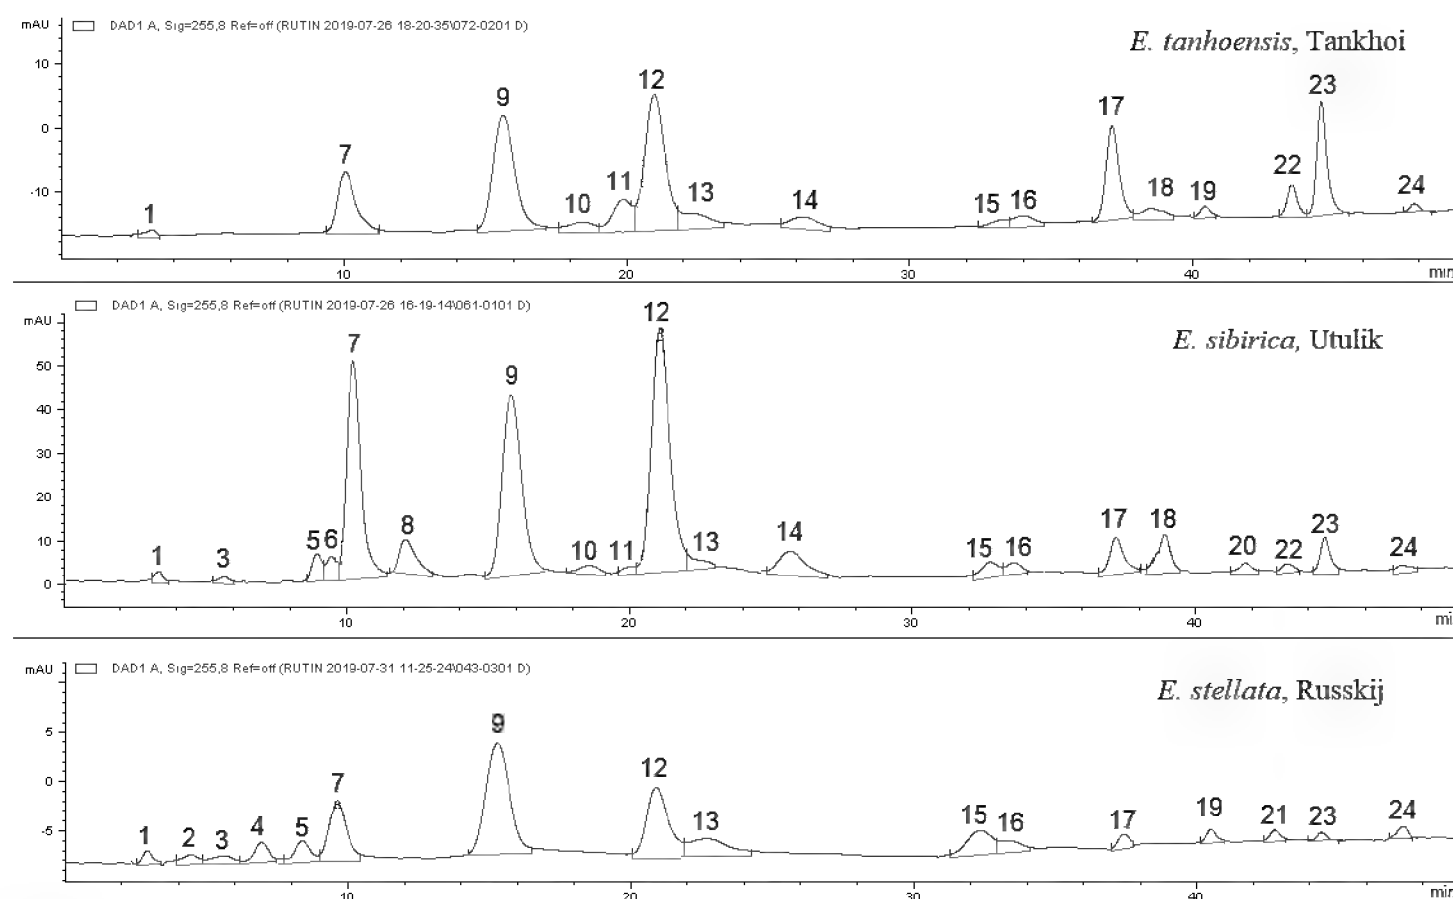 mAU DAD1 A, Sig=255,8 Ref=off (RUTIN 2019-07-26 18-20-35\072-0201 D)
E. tanhoensis, Tankhoi
10
0
-10
1 7 9 10 11 12 13 14 15 16 17 18 19 22 23 24
10 20 30 40 min
DAD1 A, Sig=255,8 Ref=off (RUTIN 2019-07-26 16-19-14\061-0101 D)
mAU
E. sibirica, Utulik
50
40
30
20
10
0
1 3 5 6 7 8 9 10 11 12 13 14 15 16 17 18 20 22 23 24
10 20 30 40 mi
mAU DAD1 A, Sig=255,8 Ref=off (RUTIN 2019-07-31 11-25-24\043-0301 D)
E. stellata, Russkij
5
0
-5
1 2 3 4 5 7 9 12 13 15 16 17 19 21 23 24
10 20 30 40 min